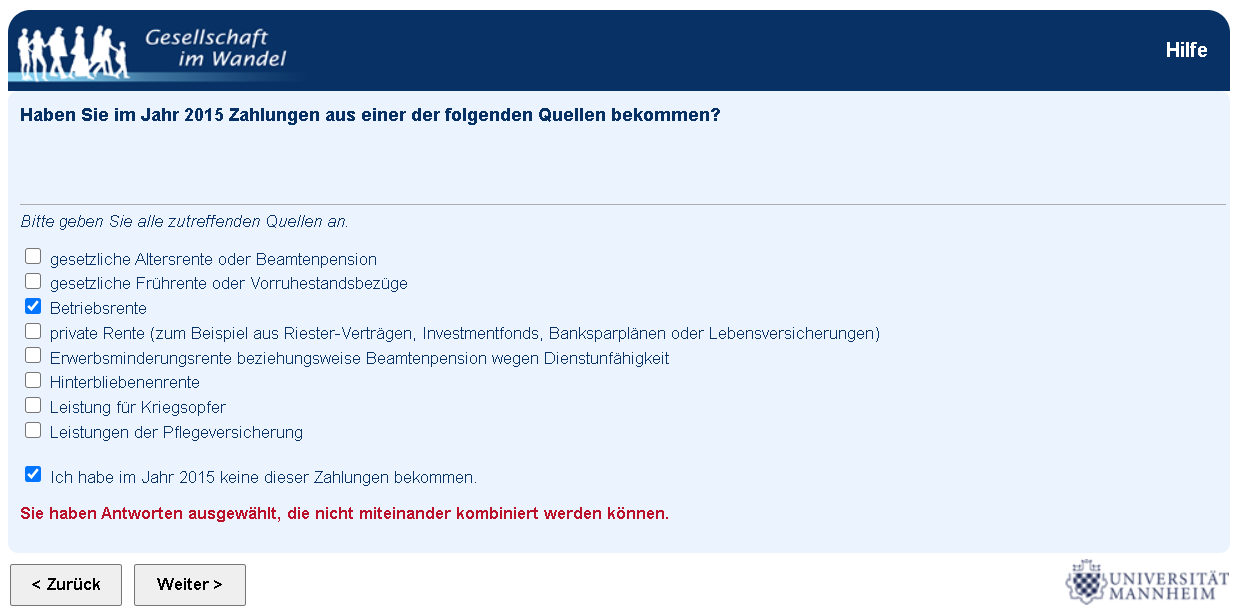 Gesellschaft
im Wandel
Hilfe
Haben Sie im Jahr 2015 Zahlungen aus einer der folgenden Quellen bekommen?
Bitte geben Sie alle zutreffenden Quellen an.
gesetzliche Altersrente oder Beamtenpension
gesetzliche Frührente oder Vorruhestandsbezüge
Betriebsrente
private Rente (zum Beispiel aus Riester-Verträgen, Investmentfonds, Banksparplänen oder Lebensversicherungen)
Erwerbsminderungsrente beziehungsweise Beamtenpension wegen Dienstunfähigkeit
Hinterbliebenenrente
Leistung für Kriegsopfer
Leistungen der Pflegeversicherung
Ich habe im Jahr 2015 keine dieser Zahlungen bekommen.
Sie haben Antworten ausgewählt, die nicht miteinander kombiniert werden können.
< Zurück
Weiter >
UNIVERSITÄT
MANNHEIM